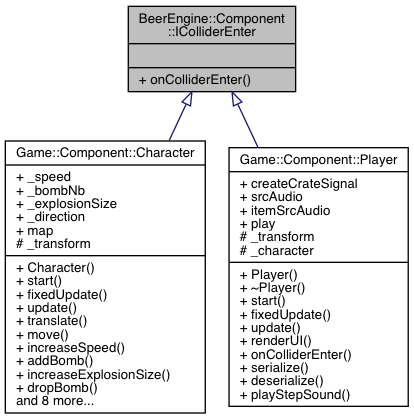 BeerEngine::Component
::IColliderEnter
+ onColliderEnter()
Game::Component::Character
+ _speed
+ _bombNb
+ _explosionSize
+ _direction
+ map
# _transform
+ Character()
+ start()
+ fixedUpdate()
+ update()
+ translate()
+ move()
+ increaseSpeed()
+ addBomb()
+ increaseExplosionSize()
+ dropBomb()
and 8 more...
Game::Component::Player
+ createCrateSignal
+ srcAudio
+ itemSrcAudio
+ play
# _transform
# _character
+ Player()
+ ~Player()
+ start()
+ fixedUpdate()
+ update()
+ renderUI()
+ onColliderEnter()
+ serialize()
+ deserialize()
+ playStepSound()